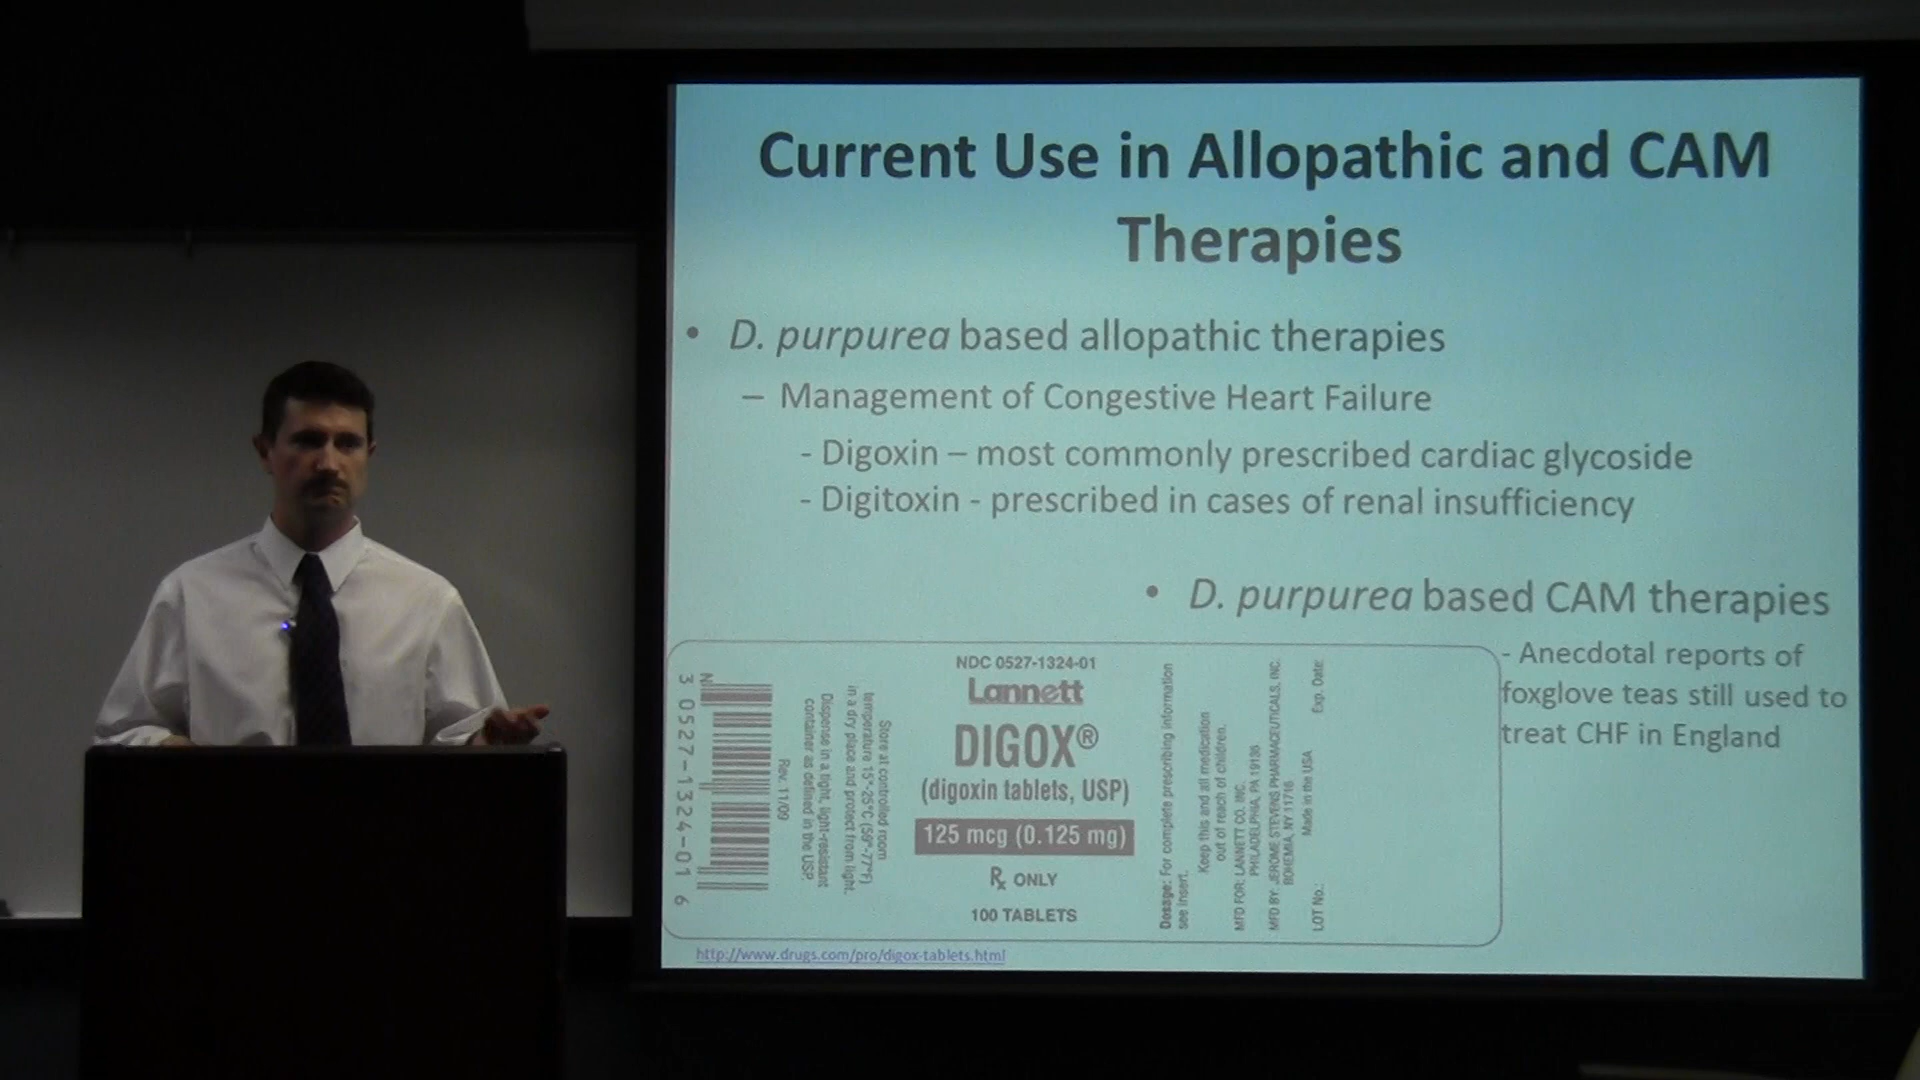 Current Use in Allopathic and CAM
Therapies
• D. purpurea based allopathic therapies
– Management of Congestive Heart Failure
- Digoxin – most commonly prescribed cardiac glycoside
- Digitoxin - prescribed in cases of renal insufficiency
• D. purpurea based CAM therapies
- Anecdotal reports of
foxglove teas still used to
treat CHF in England
N
3 0527-1324-01 6
Rev. 11/09
Dispense in a tight, light-resistant
container as defined in the USP.
Store at controlled room
temperature 15°-25°C (59°-77°F)
in a dry place and protect from light.
NDC 0527-1324-01
Lannett
DIGOX®
(digoxin tablets, USP)
125 mcg (0.125 mg)
Rx ONLY
100 TABLETS
Dosage: For complete prescribing information
see insert.
Keep this and all medication
out of reach of children.
MFD FOR: LANNETT CO. INC.
PHILADELPHIA, PA 19136
MFD BY: JEROME STEVENS PHARMACEUTICALS, INC.
BOHEMIA, NY 11716
Made in the USA
LOT No.:
Exp. Date:
http://www.drugs.com/pro/digox-tablets.html